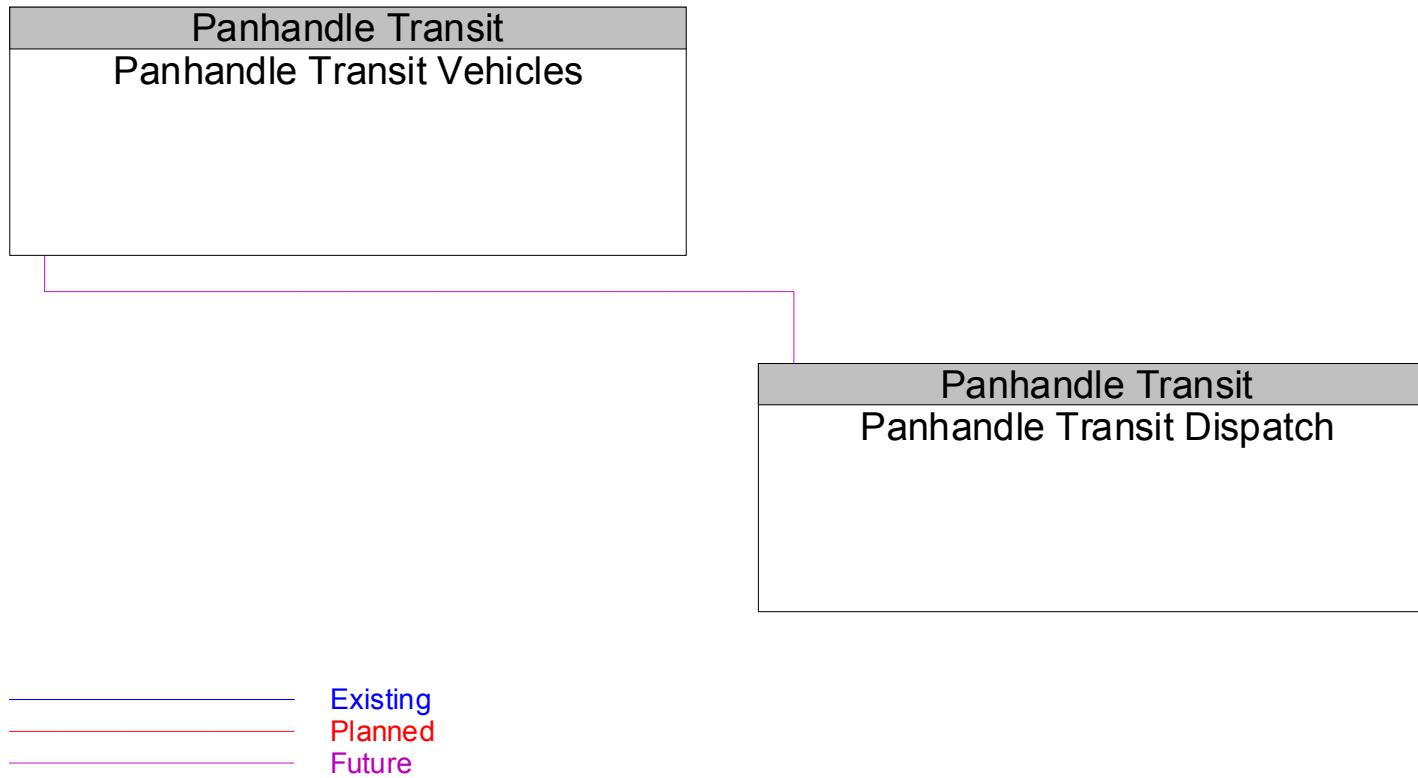 Panhandle Transit
Panhandle Transit Vehicles
Panhandle Transit
Panhandle Transit Dispatch
Existing
Planned
Future